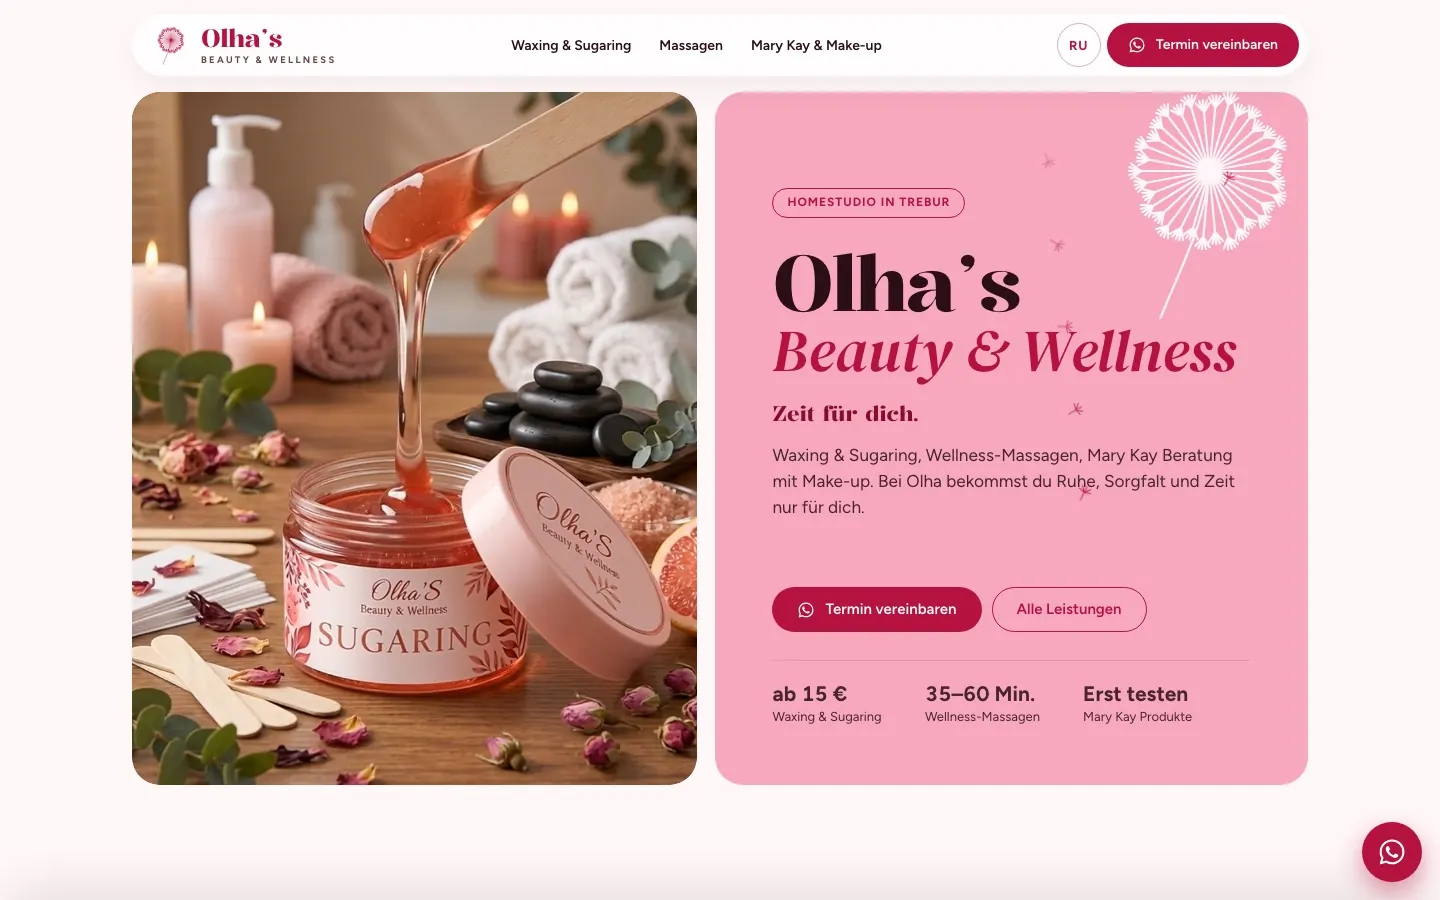 Olha’s
BEAUTY & WELLNESS
Waxing & Sugaring
Massagen
Mary Kay & Make-up
RU
Termin vereinbaren
Olha'S
Beauty & Wellness
Olha'S
Beauty & Wellness
SUGARING
HOMESTUDIO IN TREBUR
Olha’s
Beauty & Wellness
Zeit für dich.
Waxing & Sugaring, Wellness-Massagen, Mary Kay Beratung
mit Make-up. Bei Olha bekommst du Ruhe, Sorgfalt und Zeit
nur für dich.
Termin vereinbaren
Alle Leistungen
ab 15 €
Waxing & Sugaring
35–60 Min.
Wellness-Massagen
Erst testen
Mary Kay Produkte